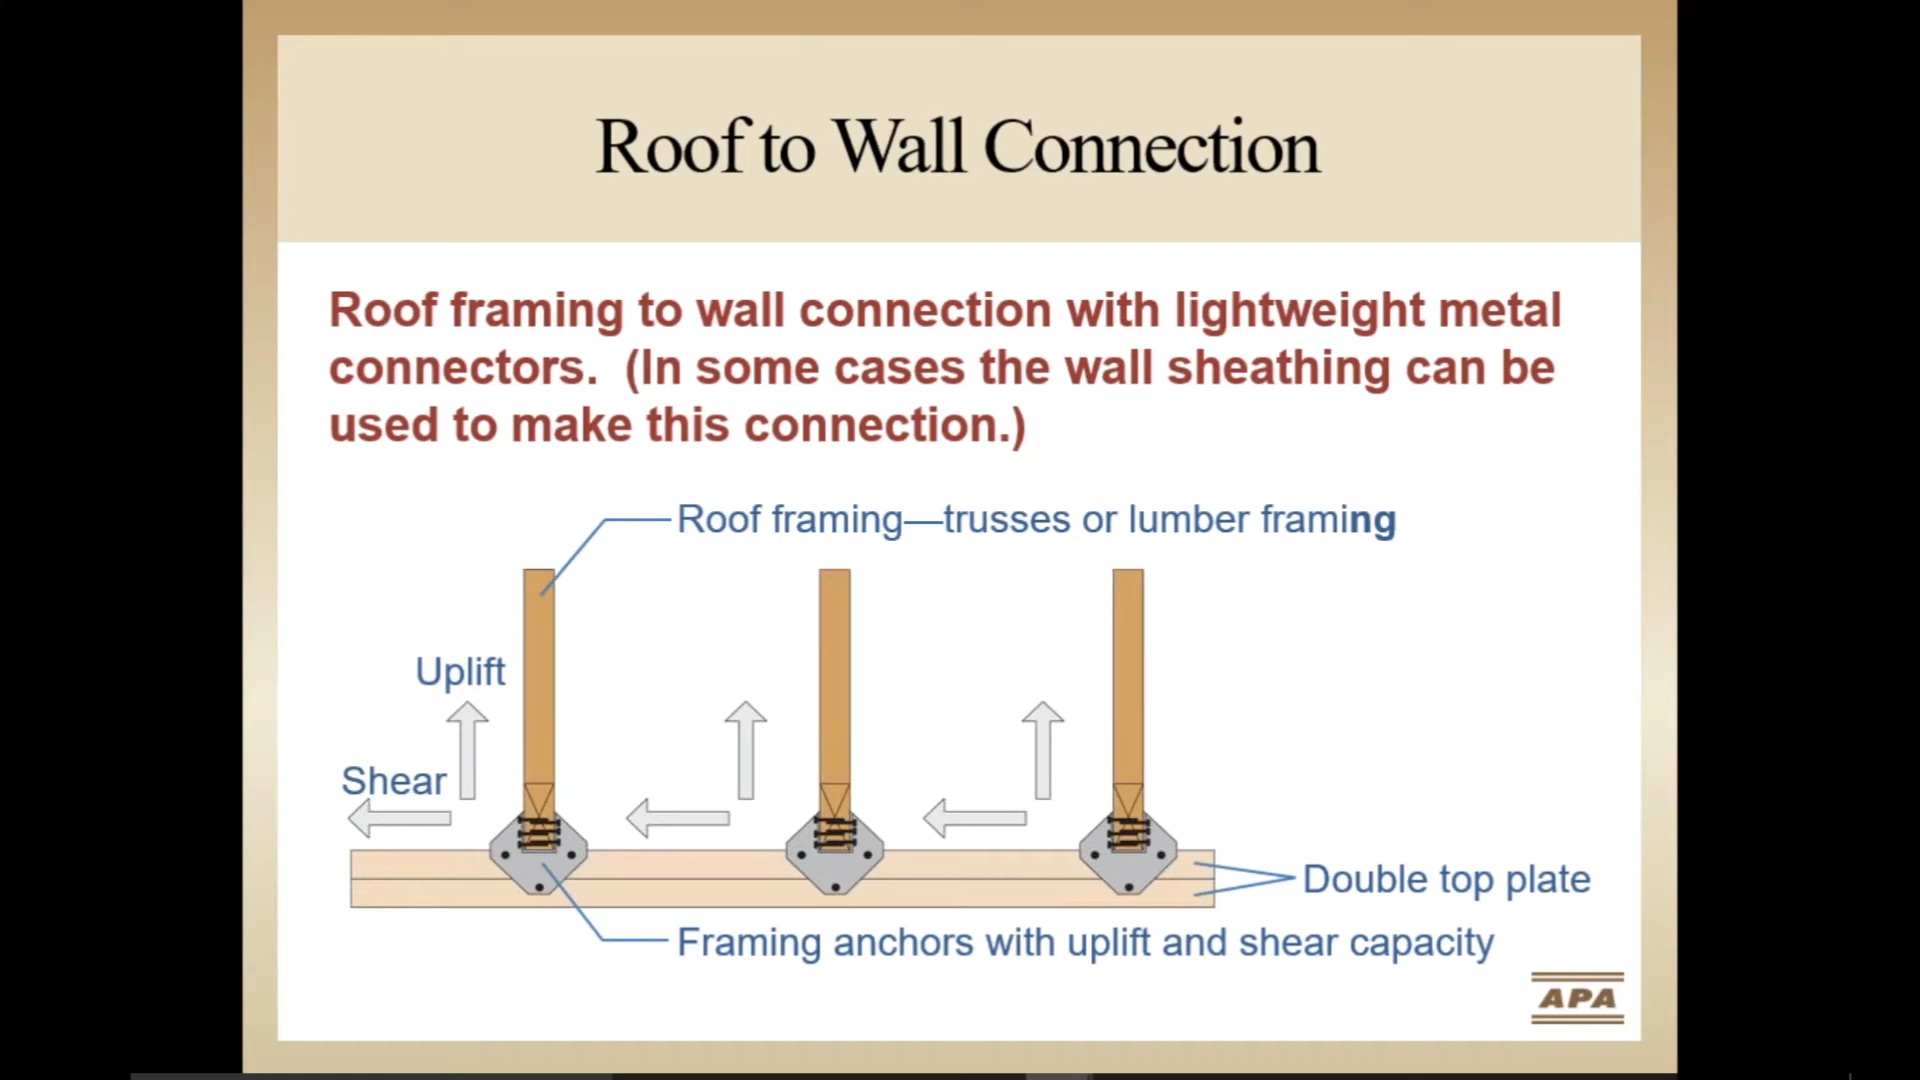 Roof to Wall Connection
Roof framing to wall connection with lightweight metal
connectors. (In some cases the wall sheathing can be
used to make this connection.)
Roof framing—trusses or lumber framing
Uplift
Shear
Double top plate
Framing anchors with uplift and shear capacity
APA